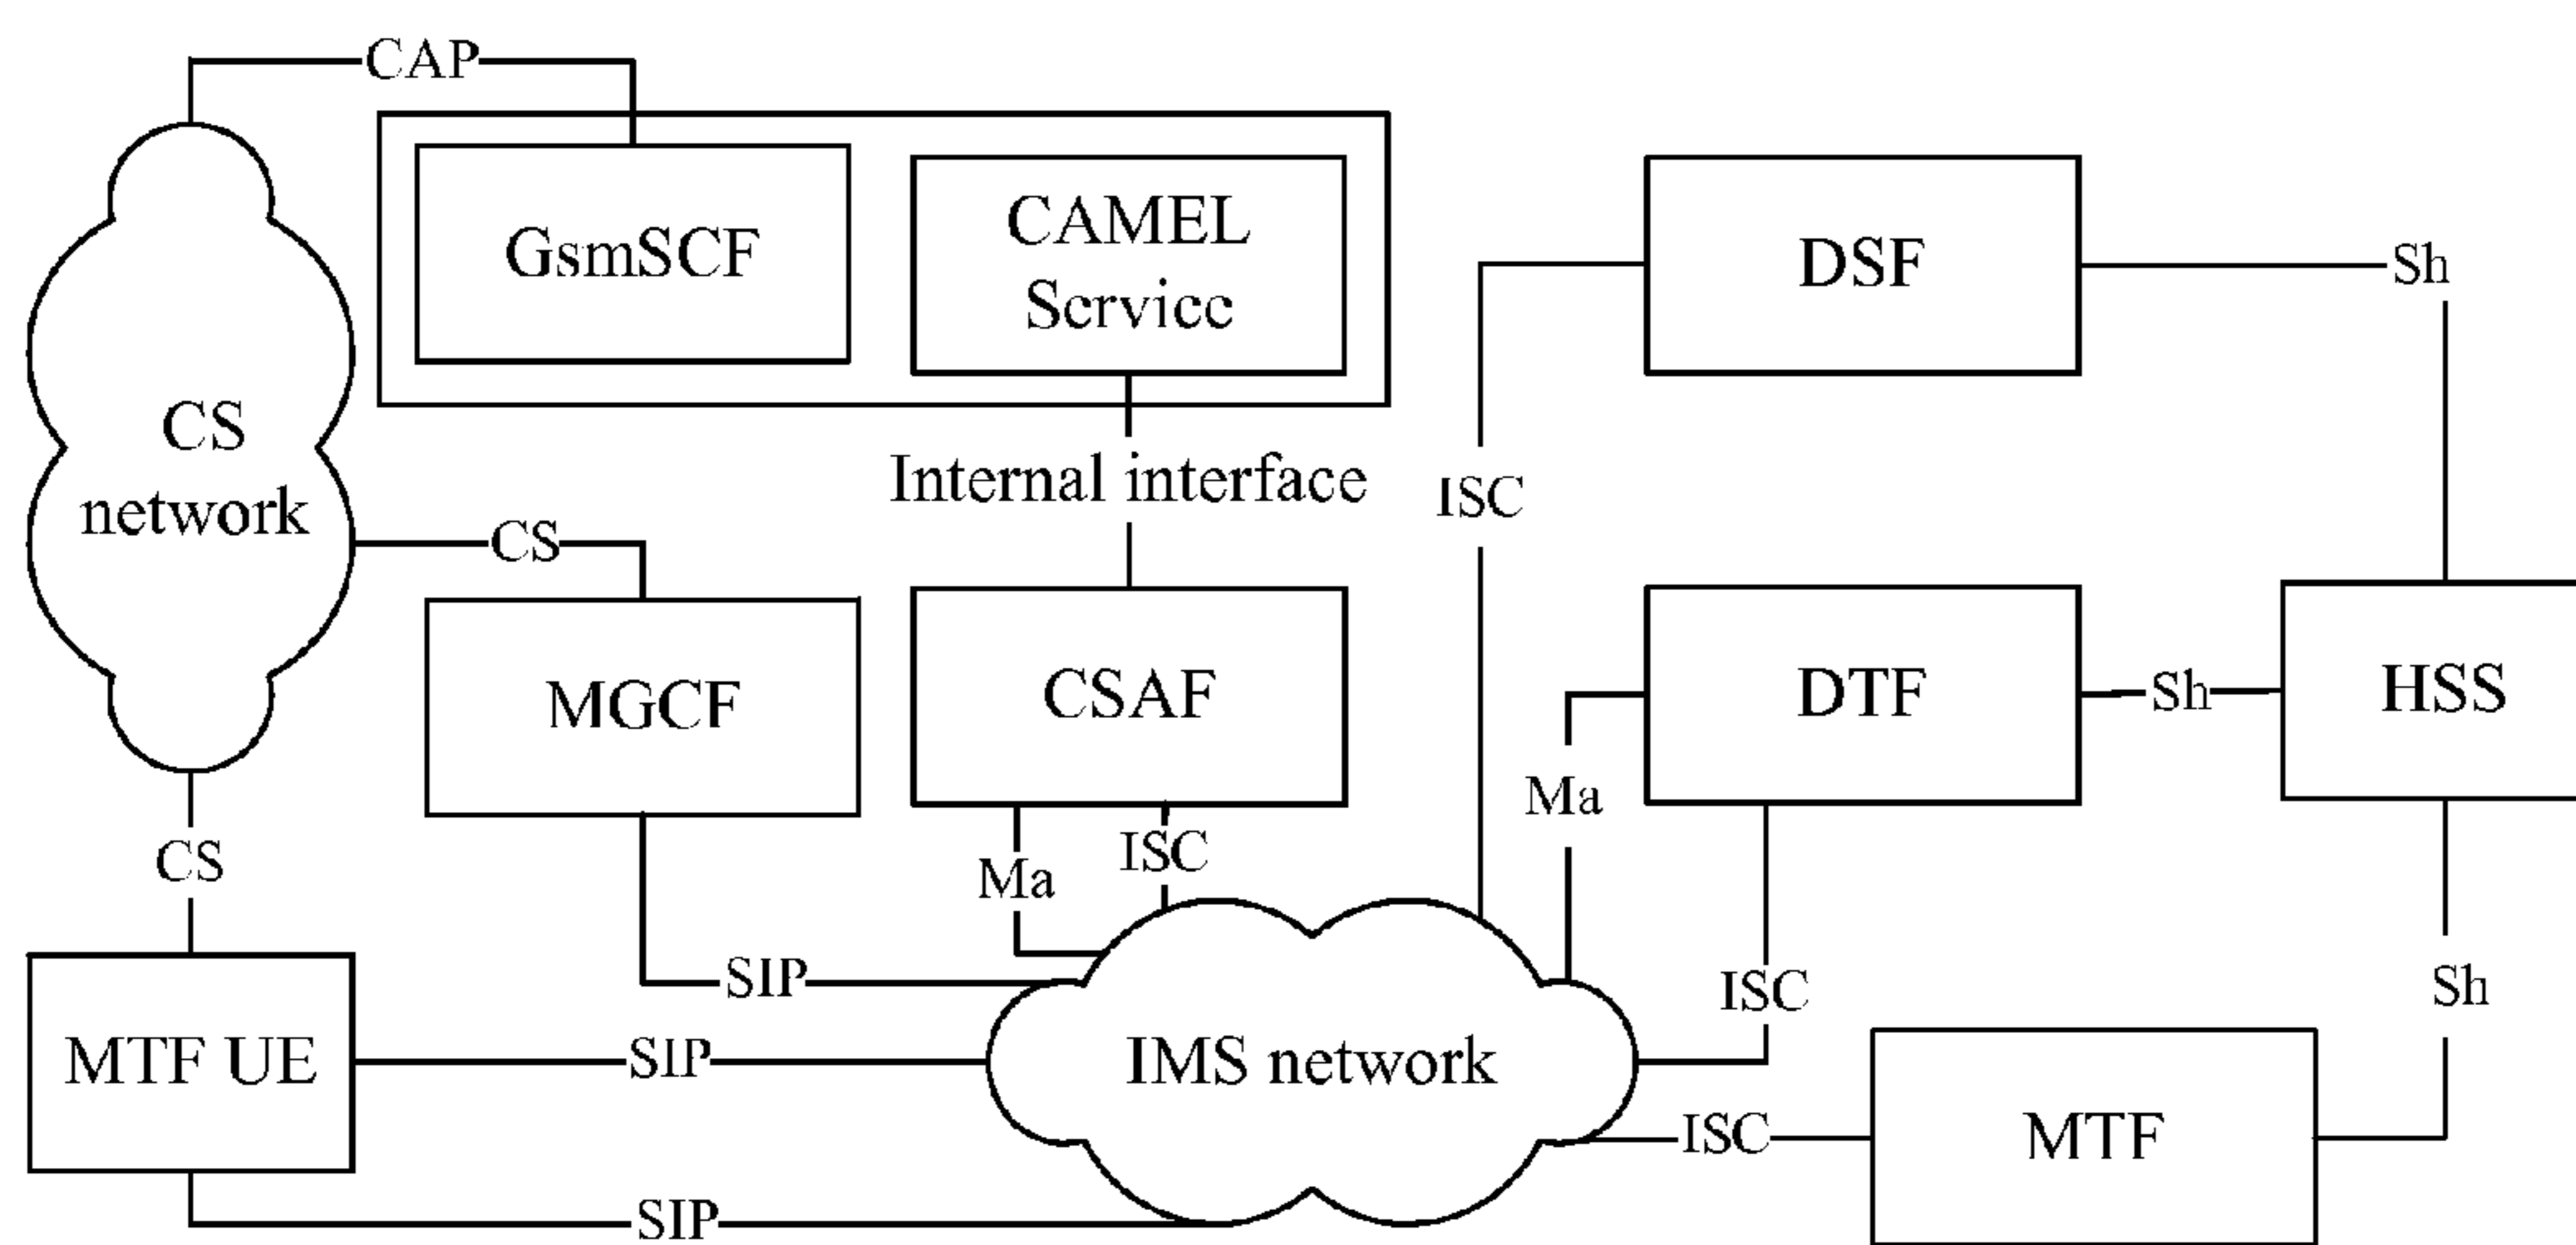 CAP
GsmSCF
CAMEL
Service
DSF
Sh
CS
network
Internal interface
ISC
CS
MGCF
CSAF
DTF
Sh
HSS
Ma
CS
Ma
ISC
SIP
ISC
Sh
MTF UE
SIP
IMS network
ISC
MTF
SIP